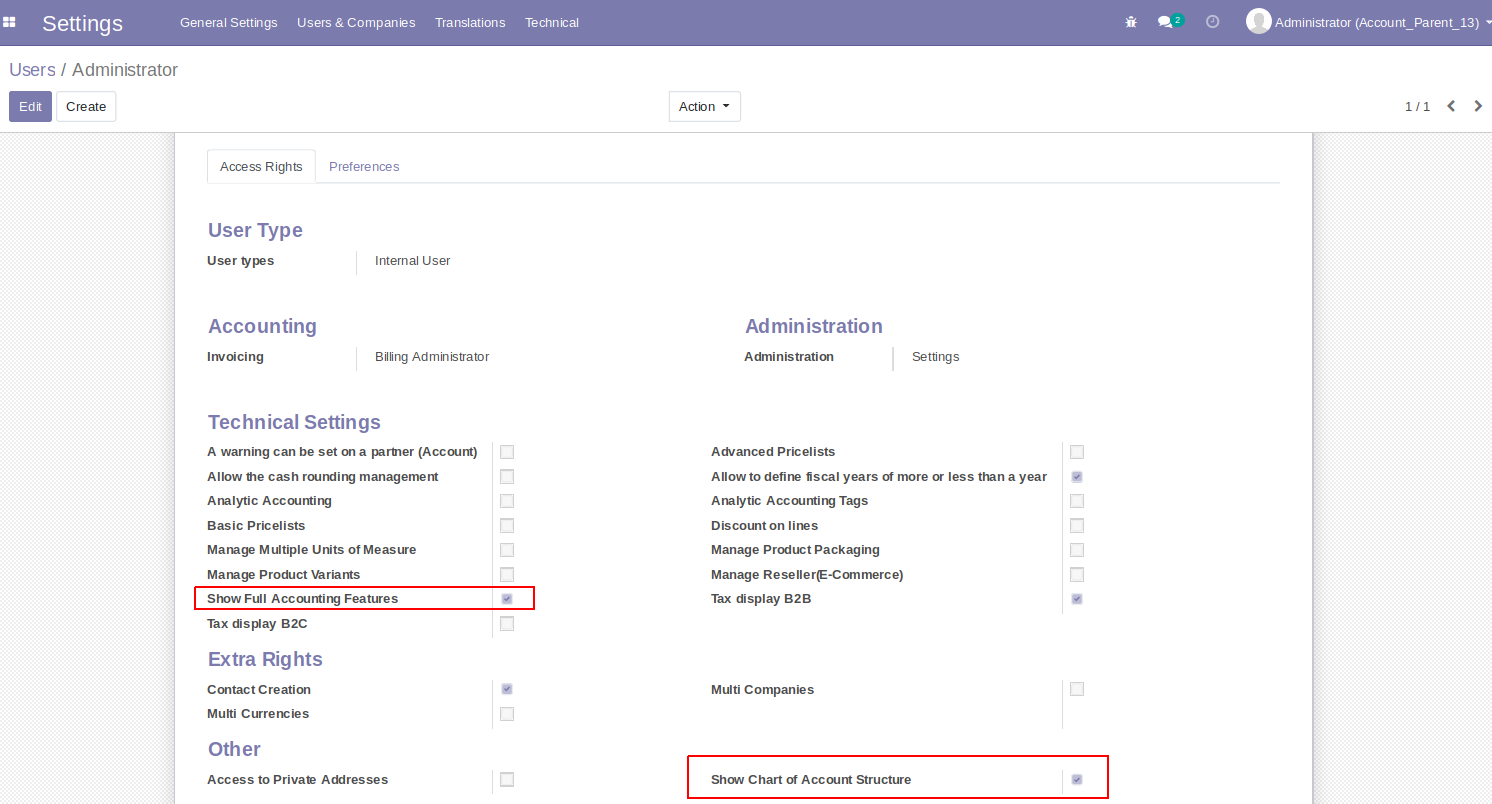 Settings General Settings Users & Companies Translations Technical 2 Administrator (Account_Parent_13)
Users / Administrator
Edit Create Action 1 / 1
Access Rights Preferences
User Type
User types Internal User
Accounting Administration
Invoicing Billing Administrator Administration Settings
Technical Settings
A warning can be set on a partner (Account) Advanced Pricelists
Allow the cash rounding management Allow to define fiscal years of more or less than a year
Analytic Accounting Analytic Accounting Tags
Basic Pricelists Discount on lines
Manage Multiple Units of Measure Manage Product Packaging
Manage Product Variants Manage Reseller(E-Commerce)
Show Full Accounting Features Tax display B2B
Tax display B2C
Extra Rights
Contact Creation Multi Companies
Multi Currencies
Other
Access to Private Addresses Show Chart of Account Structure